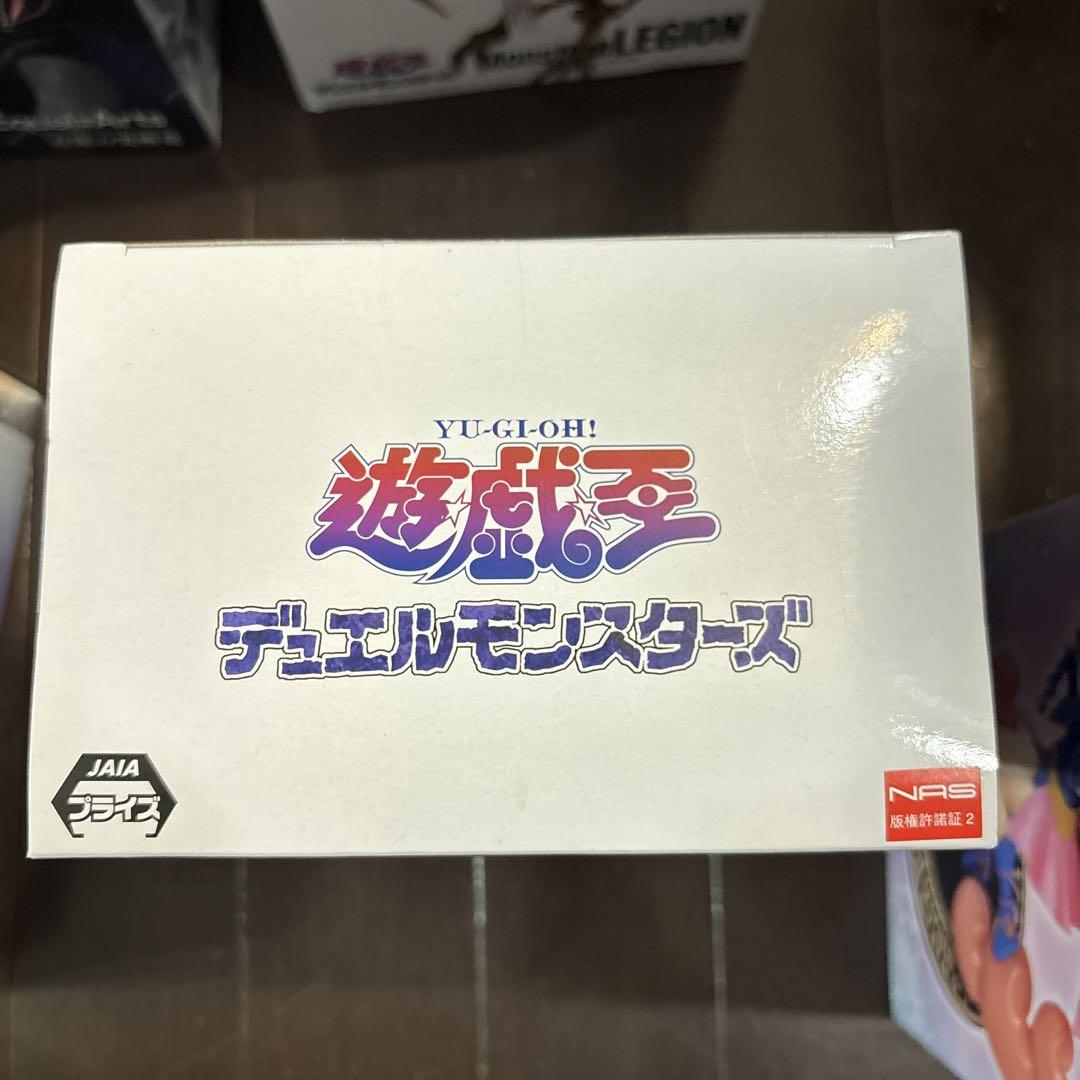 LEGION
YU-GI-OH!
遊☆戯☆王
デュエルモンスターズ
JAIA
プライズ
NAS
版権許諾証2